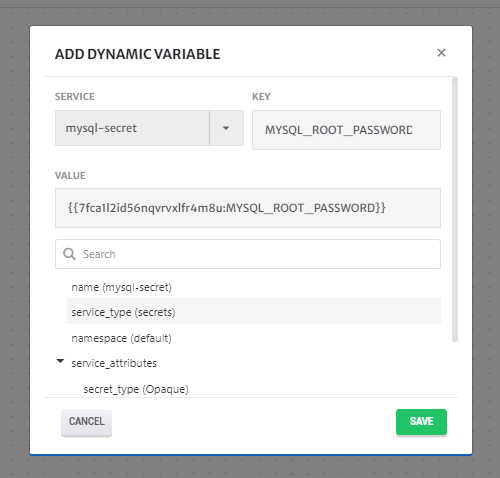 ADD DYNAMIC VARIABLE ×
SERVICE KEY
mysql-secret MYSQL_ROOT_PASSWORD
VALUE
{{7fca1l2id56nqvrvxlfr4m8u:MYSQL_ROOT_PASSWORD}}
Search
name (mysql-secret)
service_type (secrets)
namespace (default)
service_attributes
secret_type (Opaque)
CANCEL SAVE